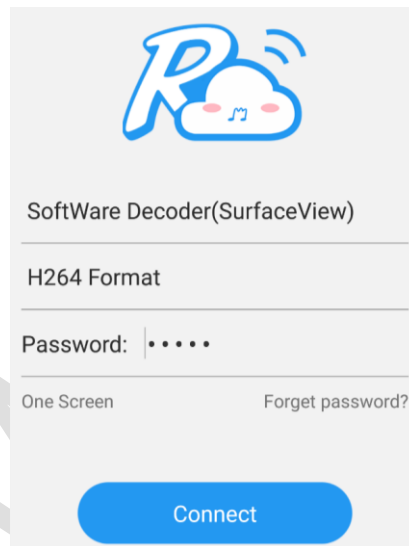 R
SoftWare Decoder(SurfaceView)
H264 Format
Password: •••••
One Screen
Forget password?
Connect